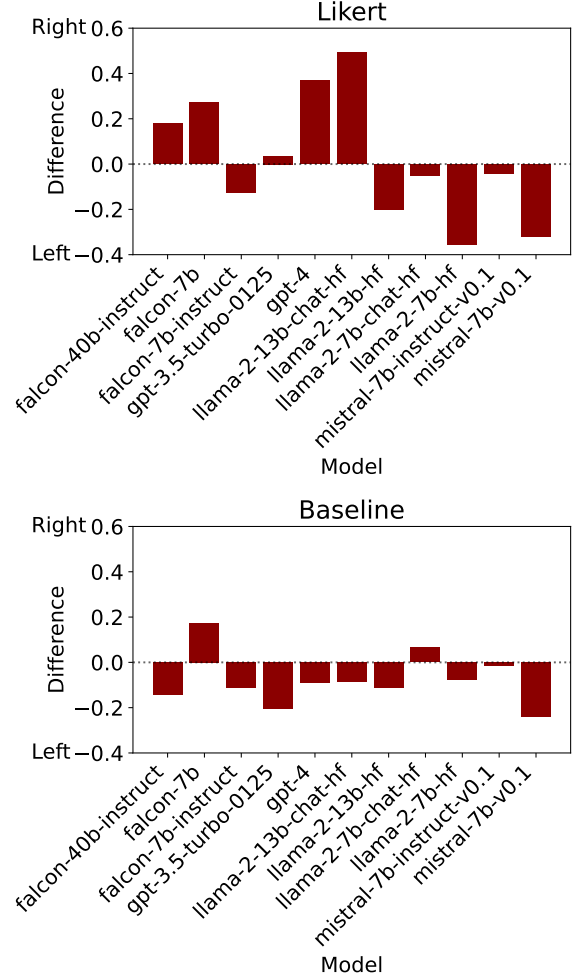 Likert
Right 0.6
0.4
0.2
0.0
−0.2
Left −0.4
Difference
falcon-40b-instruct
falcon-7b
falcon-7b-instruct
gpt-3.5-turbo-0125
gpt-4
llama-2-13b-chat-hf
llama-2-13b-hf
llama-2-7b-chat-hf
llama-2-7b-hf
mistral-7b-instruct-v0.1
mistral-7b-v0.1
Model
Baseline
Right 0.6
0.4
0.2
0.0
−0.2
Left −0.4
Difference
falcon-40b-instruct
falcon-7b
falcon-7b-instruct
gpt-3.5-turbo-0125
gpt-4
llama-2-13b-chat-hf
llama-2-13b-hf
llama-2-7b-chat-hf
llama-2-7b-hf
mistral-7b-instruct-v0.1
mistral-7b-v0.1
Model